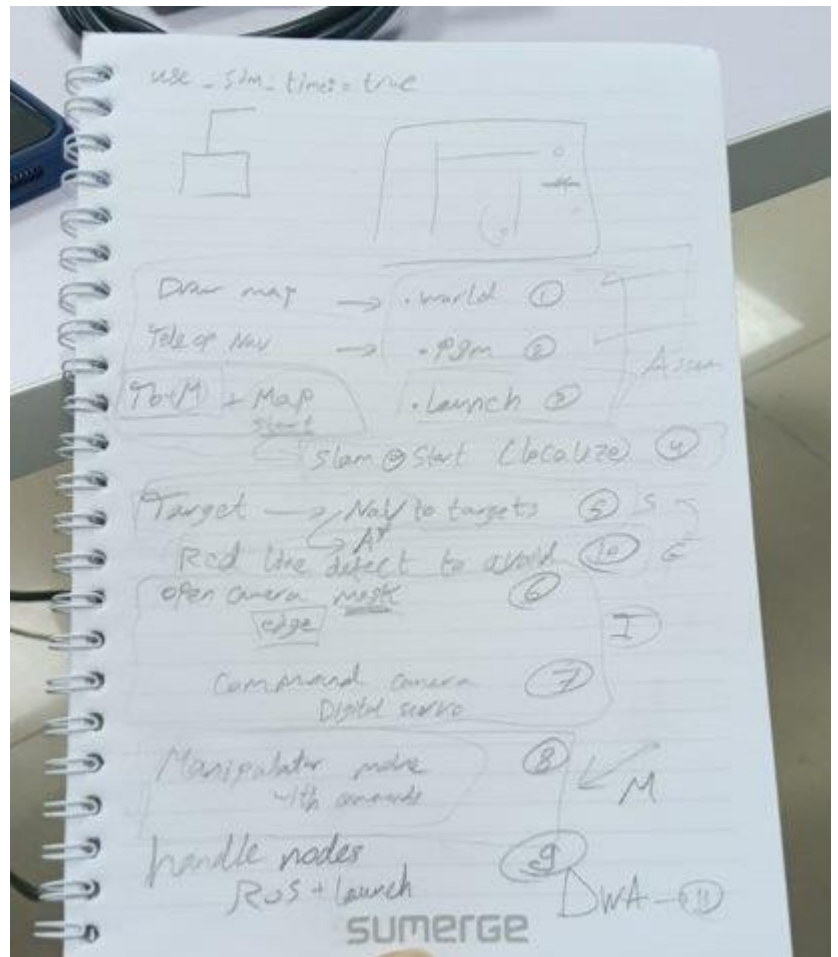 use_sim_time:= true
Draw map → .world ①
Teleop Nav → .Pgm ②
+ Map .Launch ③
start
Slam @ Start (localize) ④
Target → Nav to targets ⑤ S
A*
Red line detect to avoid ⑩
open camera mask ⑥
edge
I
Command camera ⑦
Digital servo
Manipulator move ⑧
with commands M
handle nodes ⑨
ROS + Launch DWA - ⑪
sumerge